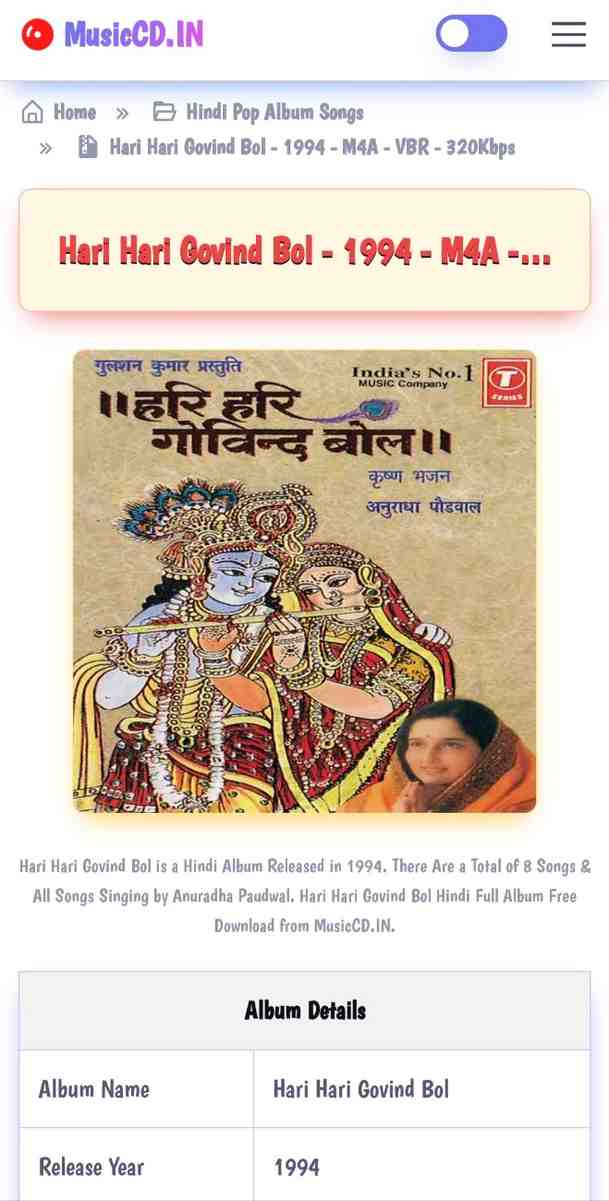 MusicCD.IN
Home » Hindi Pop Album Songs
» Hari Hari Govind Bol - 1994 - M4A - VBR - 320Kbps
Hari Hari Govind Bol - 1994 - M4A -...
गुलशन कुमार प्रस्तुति
India's No.1
MUSIC Company
T
SERIES
॥हरि हरि
गोविन्द बोल॥
कृष्ण भजन
अनुराधा पौडवाल
Hari Hari Govind Bol is a Hindi Album Released in 1994. There Are a Total of 8 Songs &
All Songs Singing by Anuradha Paudwal. Hari Hari Govind Bol Hindi Full Album Free
Download from MusicCD.IN.
Album Details
Album Name Hari Hari Govind Bol
Release Year 1994